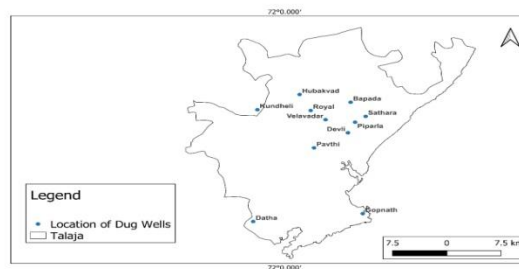 72°0.000'
Hubakvad
Bapada
Kundheli
Royal
Sathara
Velavadar
Piparla
Devli
Pavthi
Legend
Location of Dug Wells
Talaja
Datha
Gopnath
7.5 0 7.5 km
72°0.000'